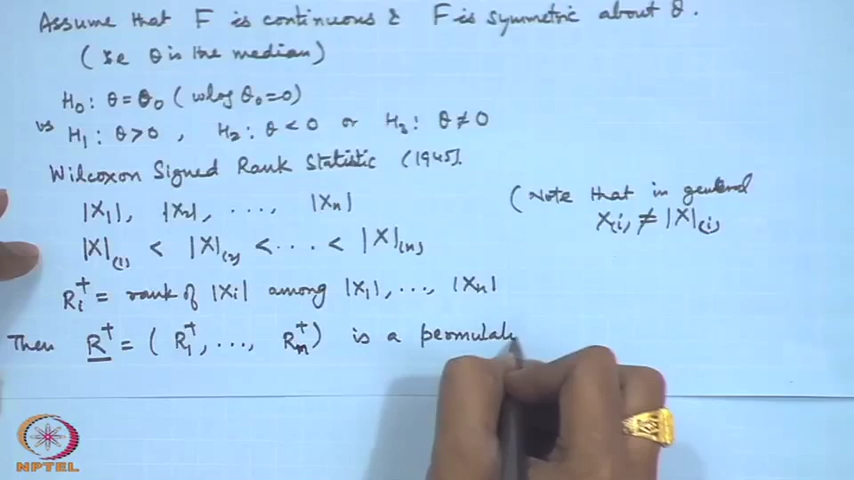 Assume that F is continuous & F is symmetric about θ.
(ie θ is the median)
H₀: θ = θ₀ (wlog θ₀ = 0)
vs H₁: θ > 0 , H₂: θ < 0 or H₃: θ ≠ 0
Wilcoxon Signed Rank Statistic (1945).
|X₁|, |X₂|, ...., |Xₙ|
(Note that in general
X₍ᵢ₎ ≠ |X|₍ᵢ₎
|X|₍₁₎ < |X|₍₂₎ < ... < |X|₍ₙ₎
Rᵢ⁺ = rank of |Xᵢ| among |X₁|, ..., |Xₙ|
Then R⁺ = ( R₁⁺, ..., Rₙ⁺ ) is a permutati
NPTEL